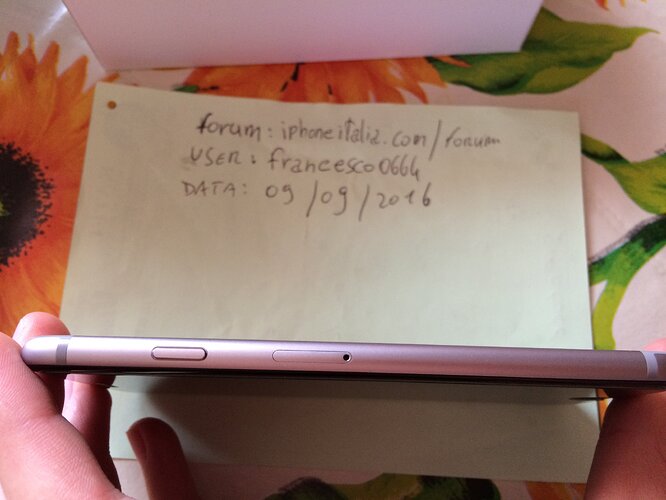 forum: iphoneitalia.com/forum
USER: francesco0664
DATA: 09/09/2016